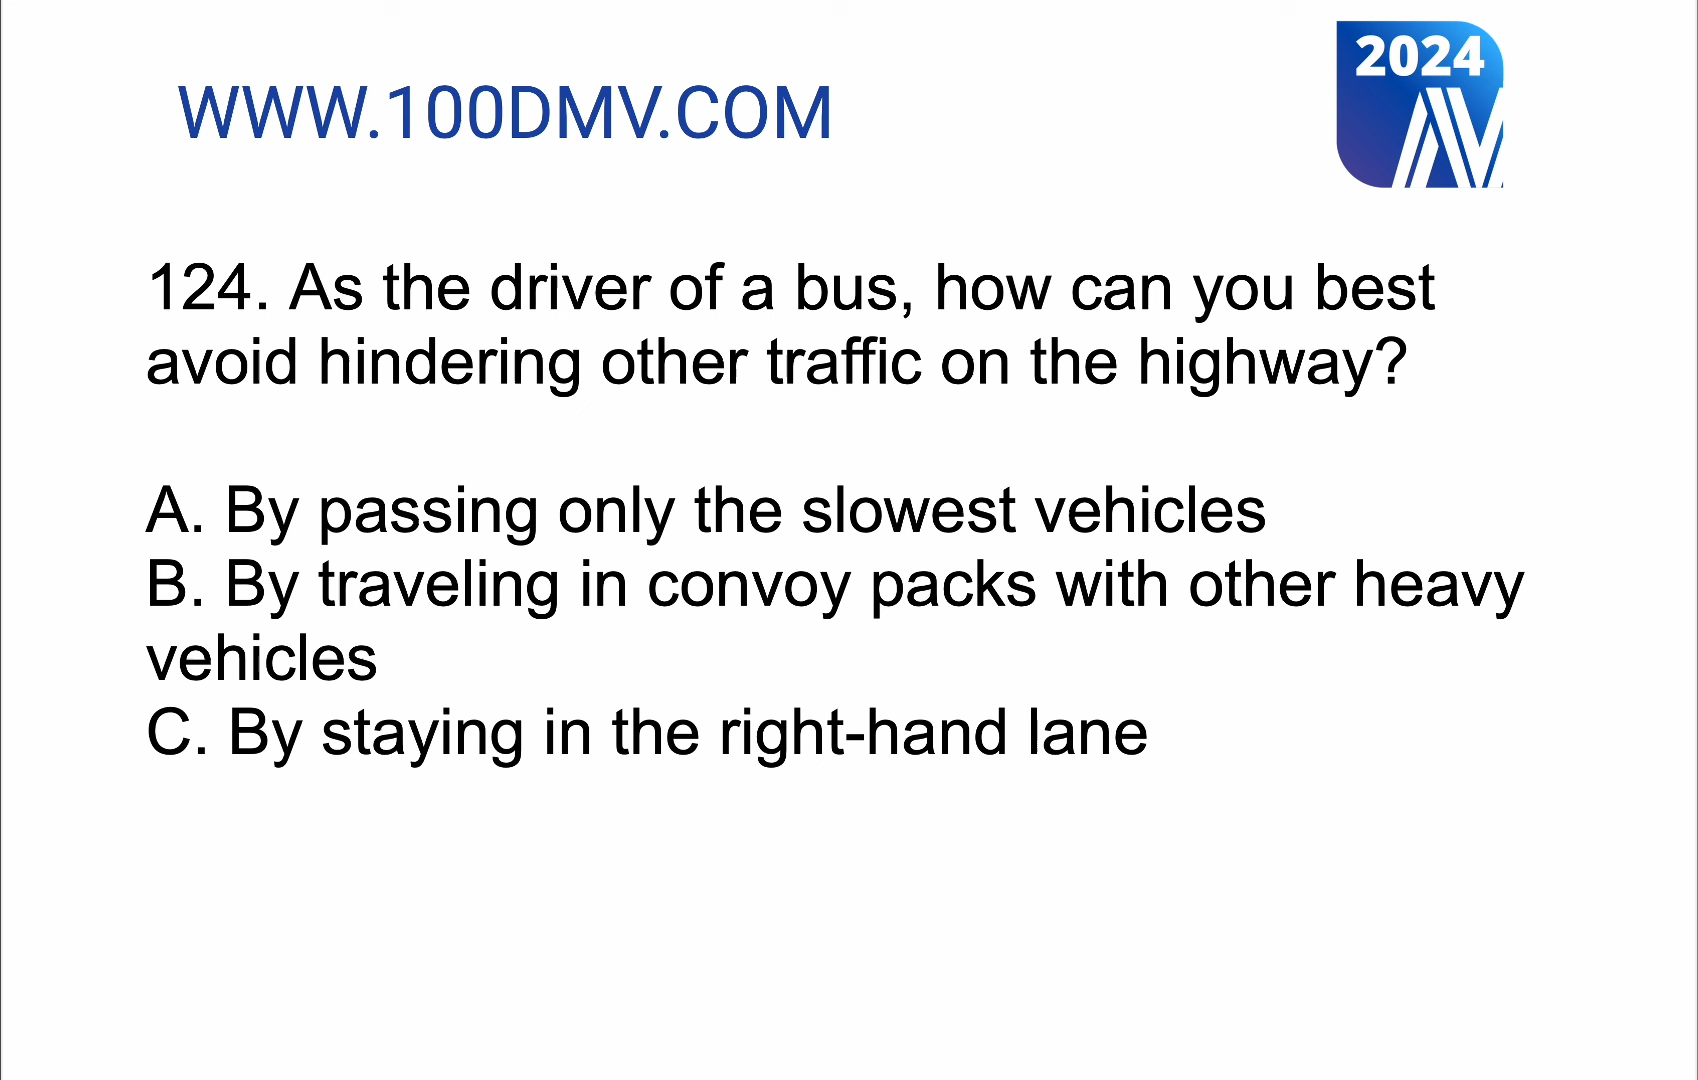 WWW.100DMV.COM
2024
124. As the driver of a bus, how can you best
avoid hindering other traffic on the highway?
A. By passing only the slowest vehicles
B. By traveling in convoy packs with other heavy
vehicles
C. By staying in the right-hand lane